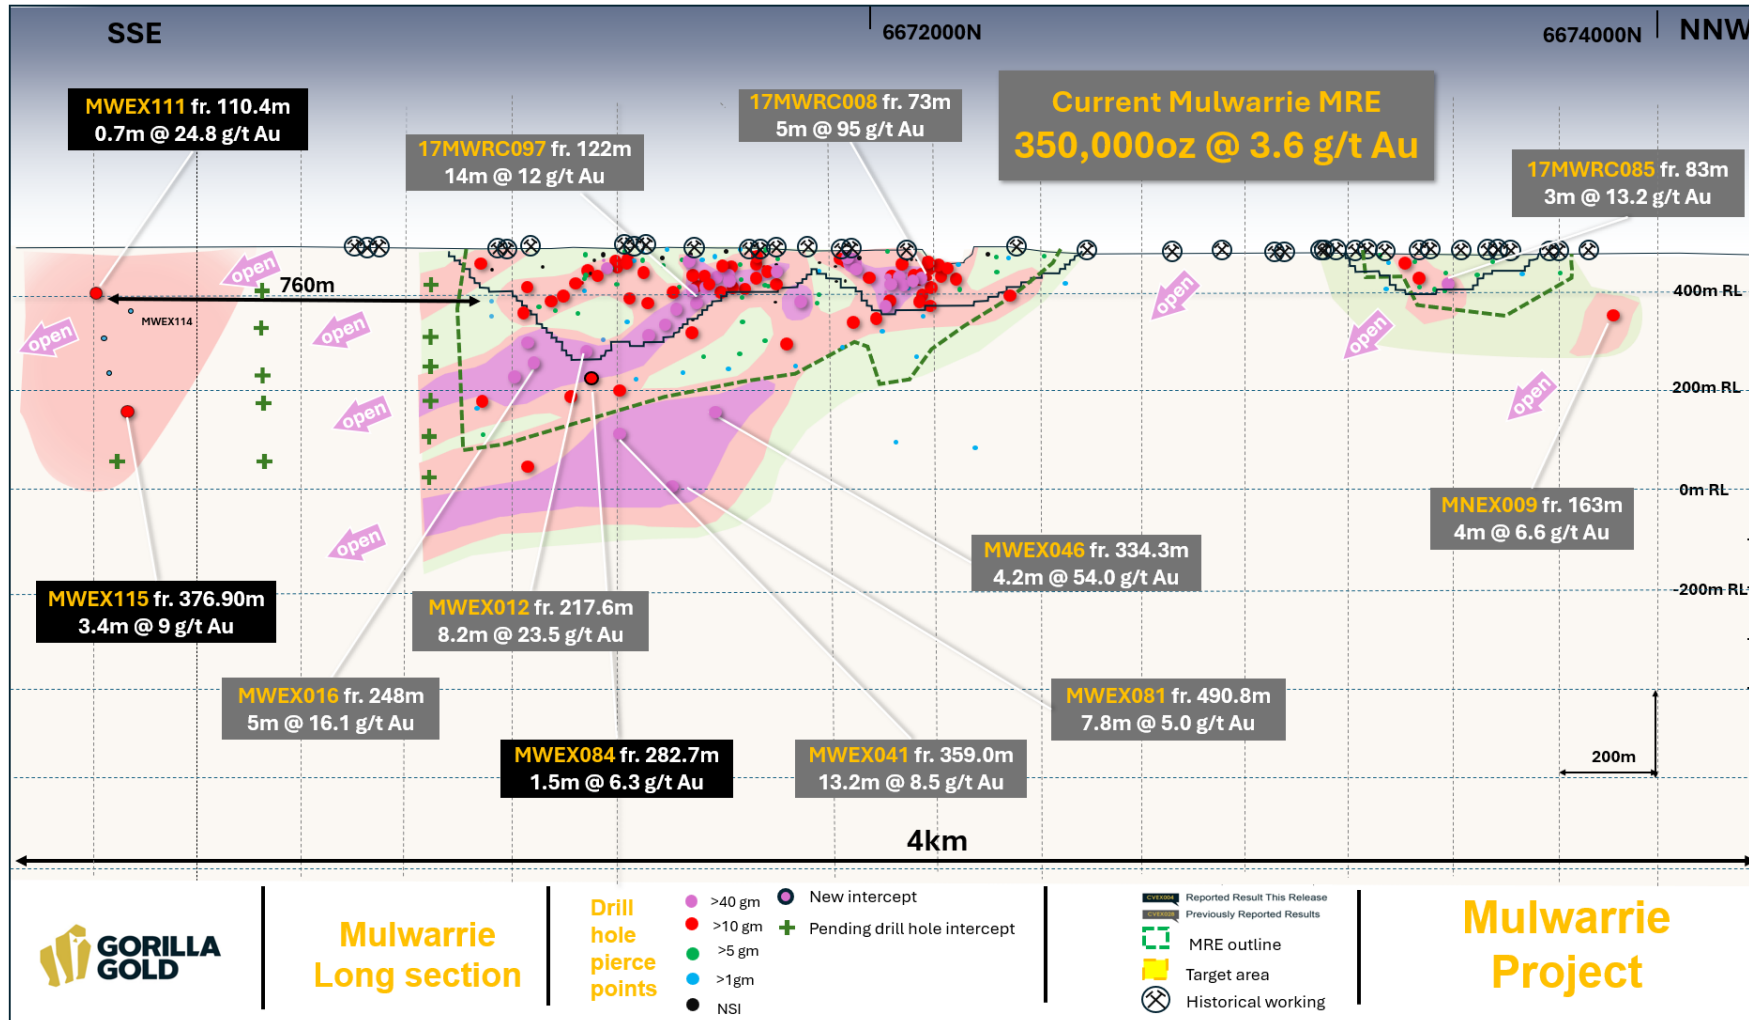 SSE
6672000N
6674000N
NNW
MWEX111 fr. 110.4m
0.7m @ 24.8 g/t Au
17MWRC097 fr. 122m
14m @ 12 g/t Au
17MWRC008 fr. 73m
5m @ 95 g/t Au
Current Mulwarrie MRE
350,000oz @ 3.6 g/t Au
17MWRC085 fr. 83m
3m @ 13.2 g/t Au
open
760m
open
open
400m RL
MWEX114
open
open
open
200m RL
open
0m RL
MNEX009 fr. 163m
4m @ 6.6 g/t Au
open
MWEX046 fr. 334.3m
4.2m @ 54.0 g/t Au
-200m RL
MWEX115 fr. 376.90m
3.4m @ 9 g/t Au
MWEX012 fr. 217.6m
8.2m @ 23.5 g/t Au
MWEX016 fr. 248m
5m @ 16.1 g/t Au
MWEX081 fr. 490.8m
7.8m @ 5.0 g/t Au
MWEX084 fr. 282.7m
1.5m @ 6.3 g/t Au
MWEX041 fr. 359.0m
13.2m @ 8.5 g/t Au
200m
4km
GORILLA
GOLD
Mulwarrie
Long section
Drill
hole
pierce
points
>40 gm
>10 gm
>5 gm
>1gm
NSI
New intercept
Pending drill hole intercept
CVEX004 Reported Result This Release
Previously Reported Results
MRE outline
Target area
Historical working
Mulwarrie
Project